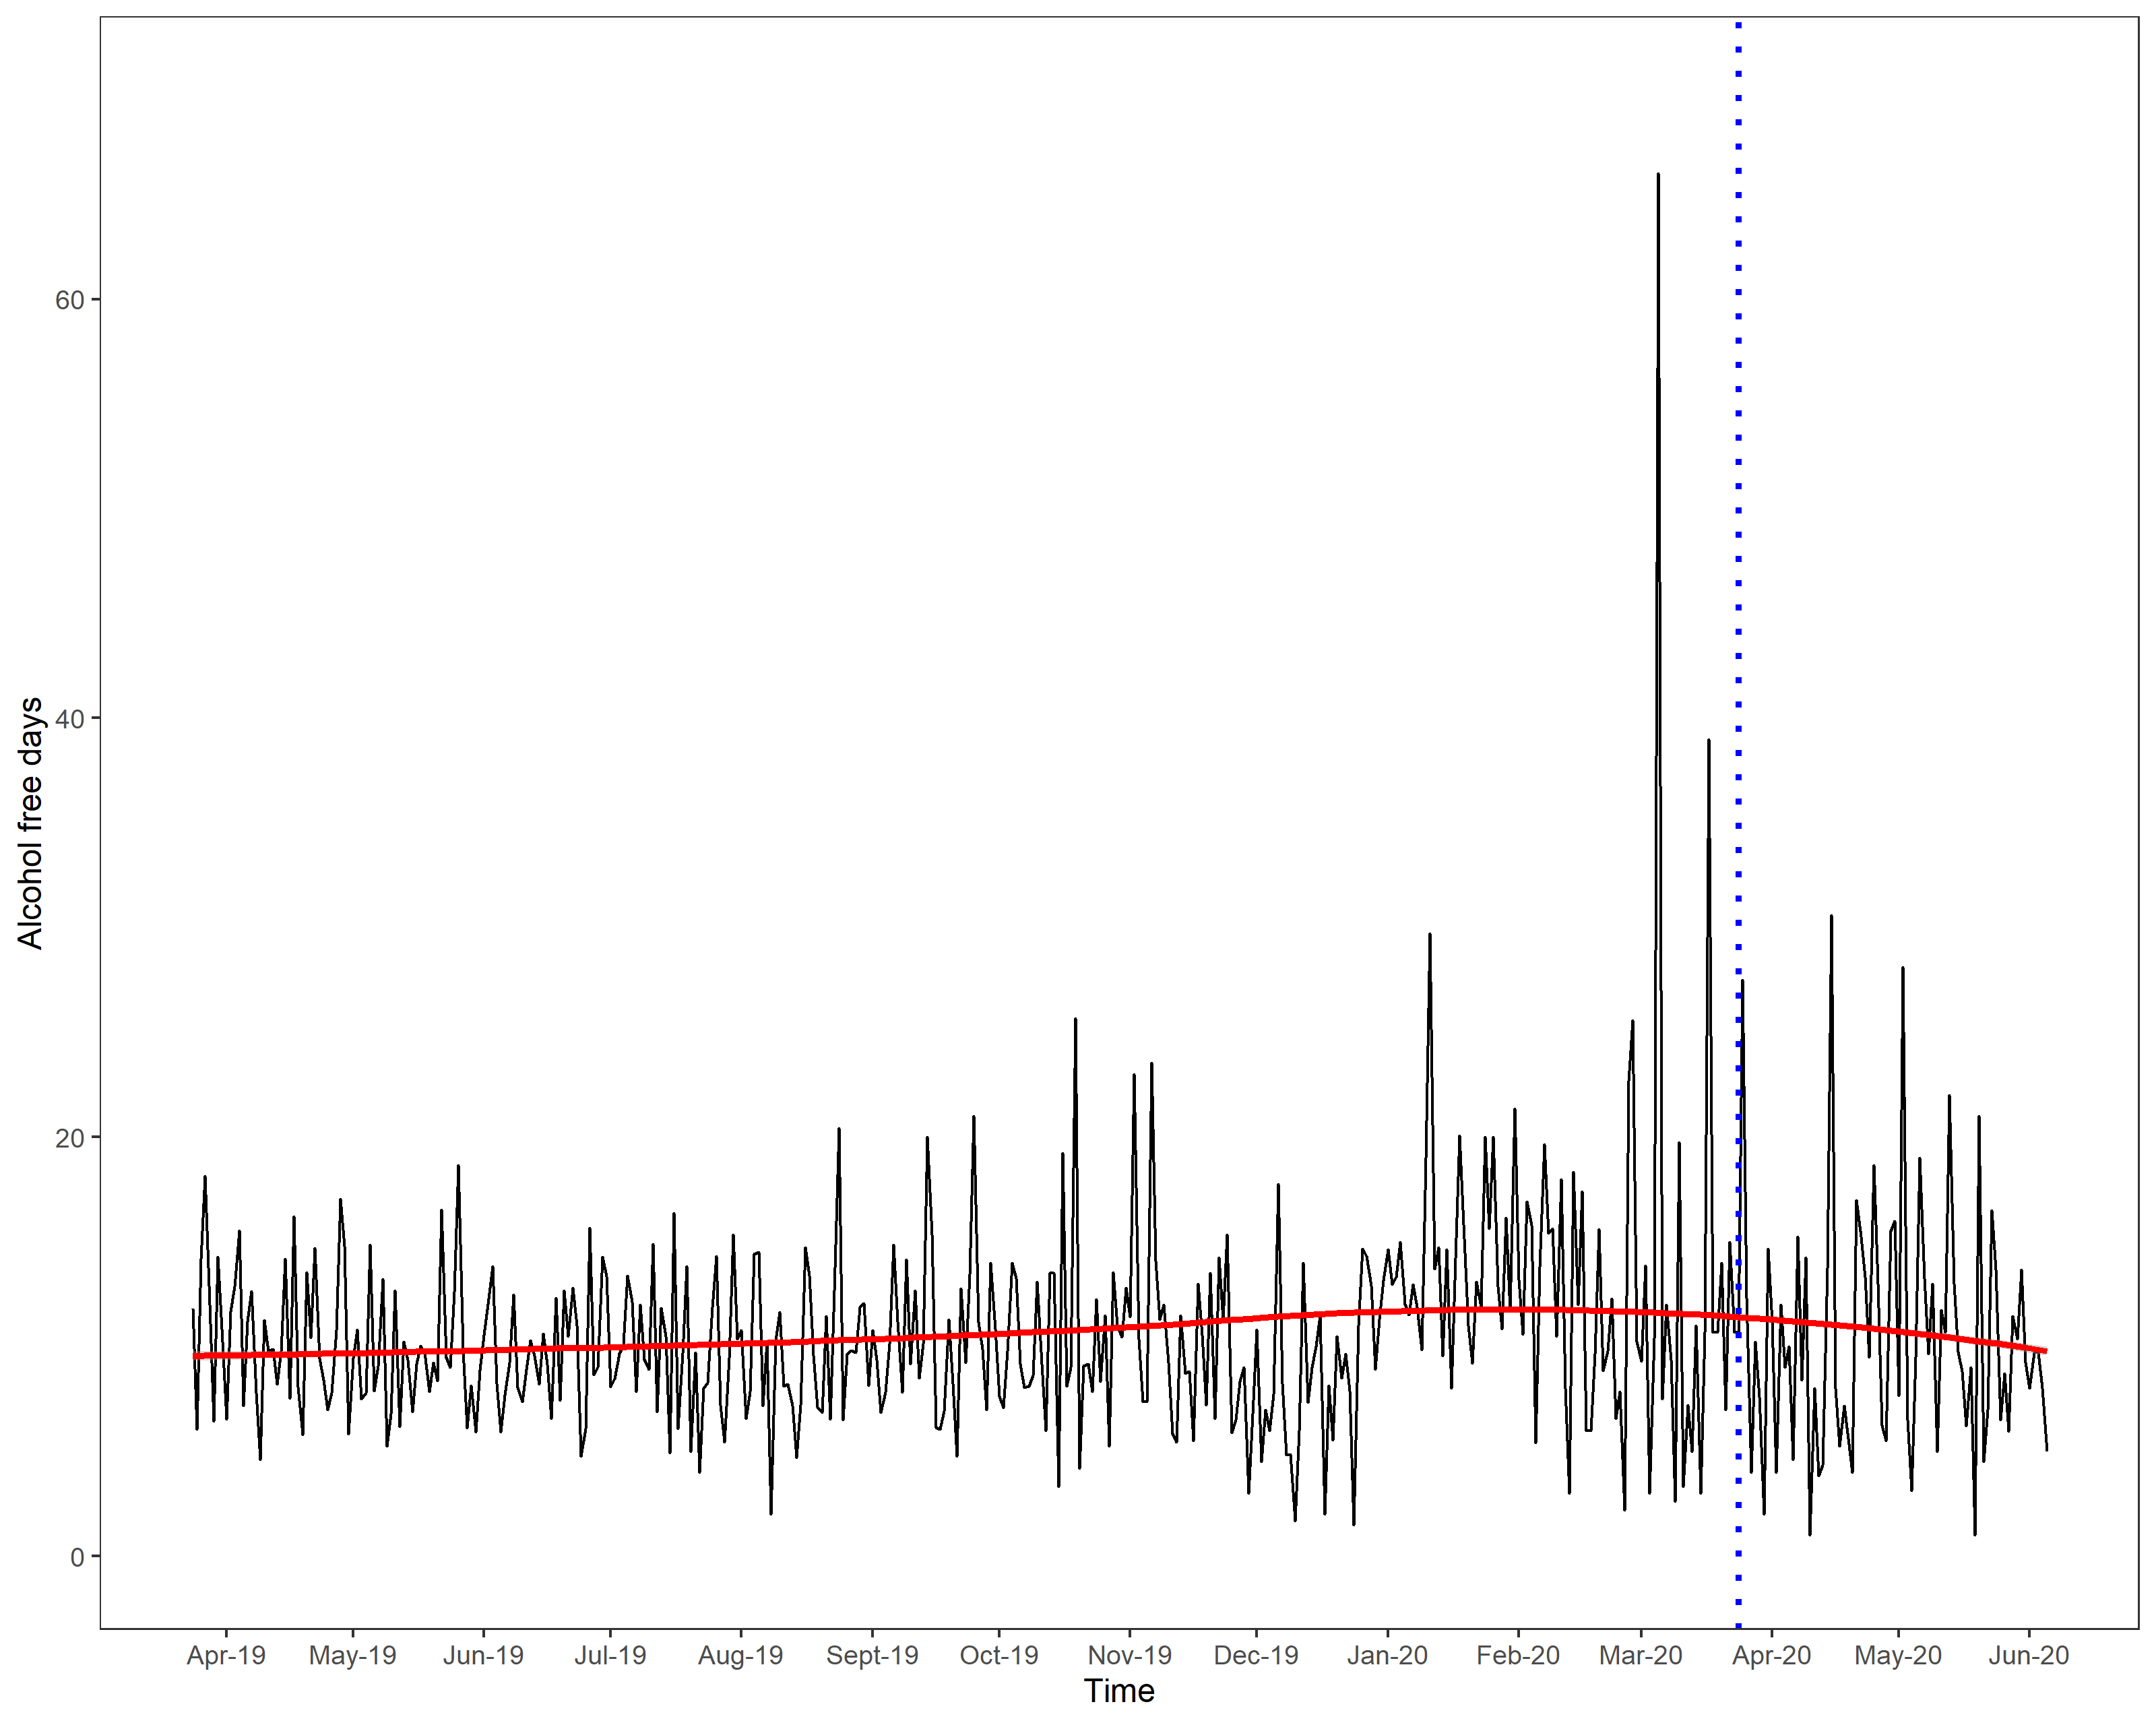 Alcohol free days
60
40
20
0
Apr-19 May-19 Jun-19 Jul-19 Aug-19 Sept-19 Oct-19 Nov-19 Dec-19 Jan-20 Feb-20 Mar-20 Apr-20 May-20 Jun-20
Time